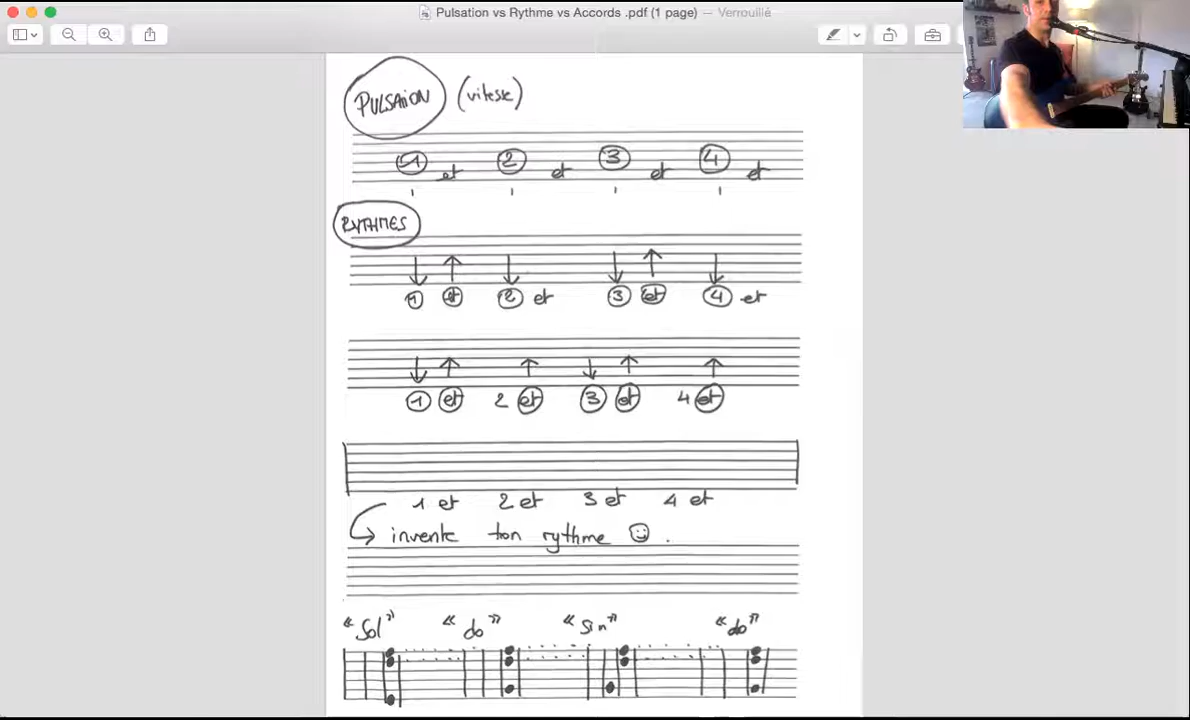 Pulsation vs Rythme vs Accords .pdf (1 page) — Verrouillé
PULSATION (vitesse)
1 et 2 et 3 et 4 et
RYTHMES
1 et 2 et 3 et 4 et
1 et 2 et 3 et 4 et
1 et 2 et 3 et 4 et
invente ton rythme
"Sol" "do" "Sim" "do"